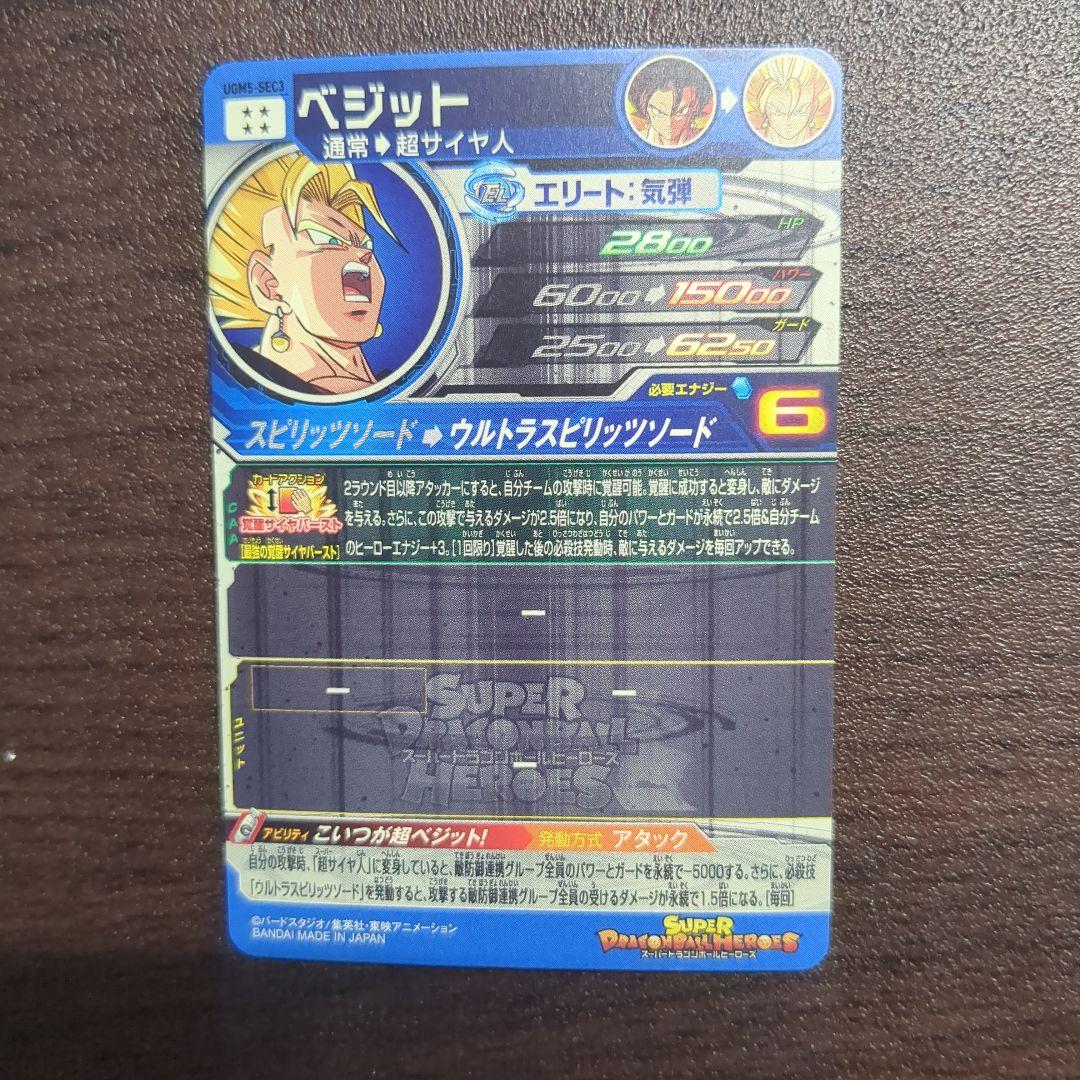 UGM5-SEC3
ベジット
通常➡超サイヤ人
EL
エリート:気弾
HP
2800
パワー
6000➡15000
ガード
2500➡6250
必要エナジー
6
スピリッツソード➡ウルトラスピリッツソード
CAA
カードアクション
覚醒サイヤバースト
[最強の覚醒サイヤバースト]
2ラウンド目以降アタッカーにすると、自分チームの攻撃時に覚醒可能。覚醒に成功すると変身し、敵にダメージ
を与える。さらに、この攻撃で与えるダメージが2.5倍になり、自分のパワーとガードが永続で2.5倍&自分チーム
のヒーローエナジー+3。[1回限り]覚醒した後の必殺技発動時、敵に与えるダメージを毎回アップできる。
ー
ユニット
ー
ー
ー
SUPER
DRAGONBALL
スーパードラゴンボールヒーローズ
HEROES
G
アビリティ こいつが超ベジット! 発動方式 アタック
自分の攻撃時、「超サイヤ人」に変身していると、敵防御連携グループ全員のパワーとガードを永続で-5000する。さらに、必殺技
「ウルトラスピリッツソード」を発動すると、攻撃する敵防御連携グループ全員の受けるダメージが永続で1.5倍になる。[毎回]
©バードスタジオ/集英社・東映アニメーション
BANDAI MADE IN JAPAN
SUPER
DRAGONBALL HEROES
スーパードラゴンボールヒーローズ